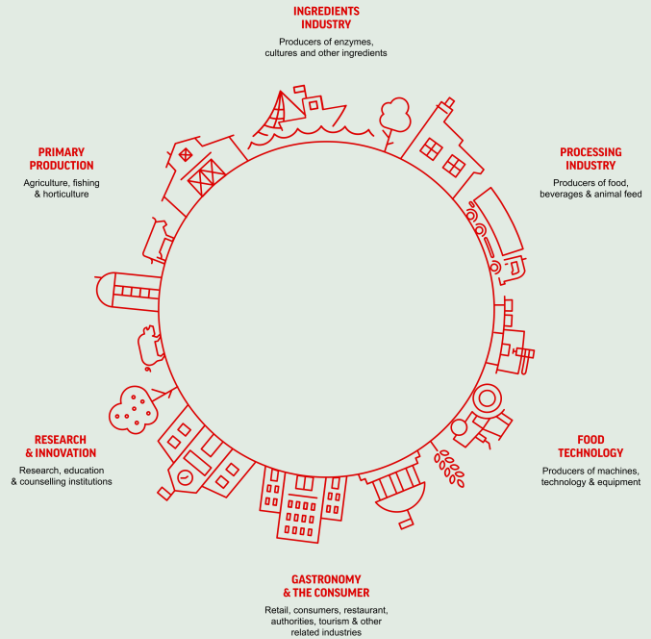 INGREDIENTS
INDUSTRY
Producers of enzymes,
cultures and other ingredients
PRIMARY
PRODUCTION
Agriculture, fishing
& horticulture
PROCESSING
INDUSTRY
Producers of food,
beverages & animal feed
RESEARCH
& INNOVATION
Research, education
& counselling institutions
FOOD
TECHNOLOGY
Producers of machines,
technology & equipment
GASTRONOMY
& THE CONSUMER
Retail, consumers, restaurant,
authorities, tourism & other
related industries